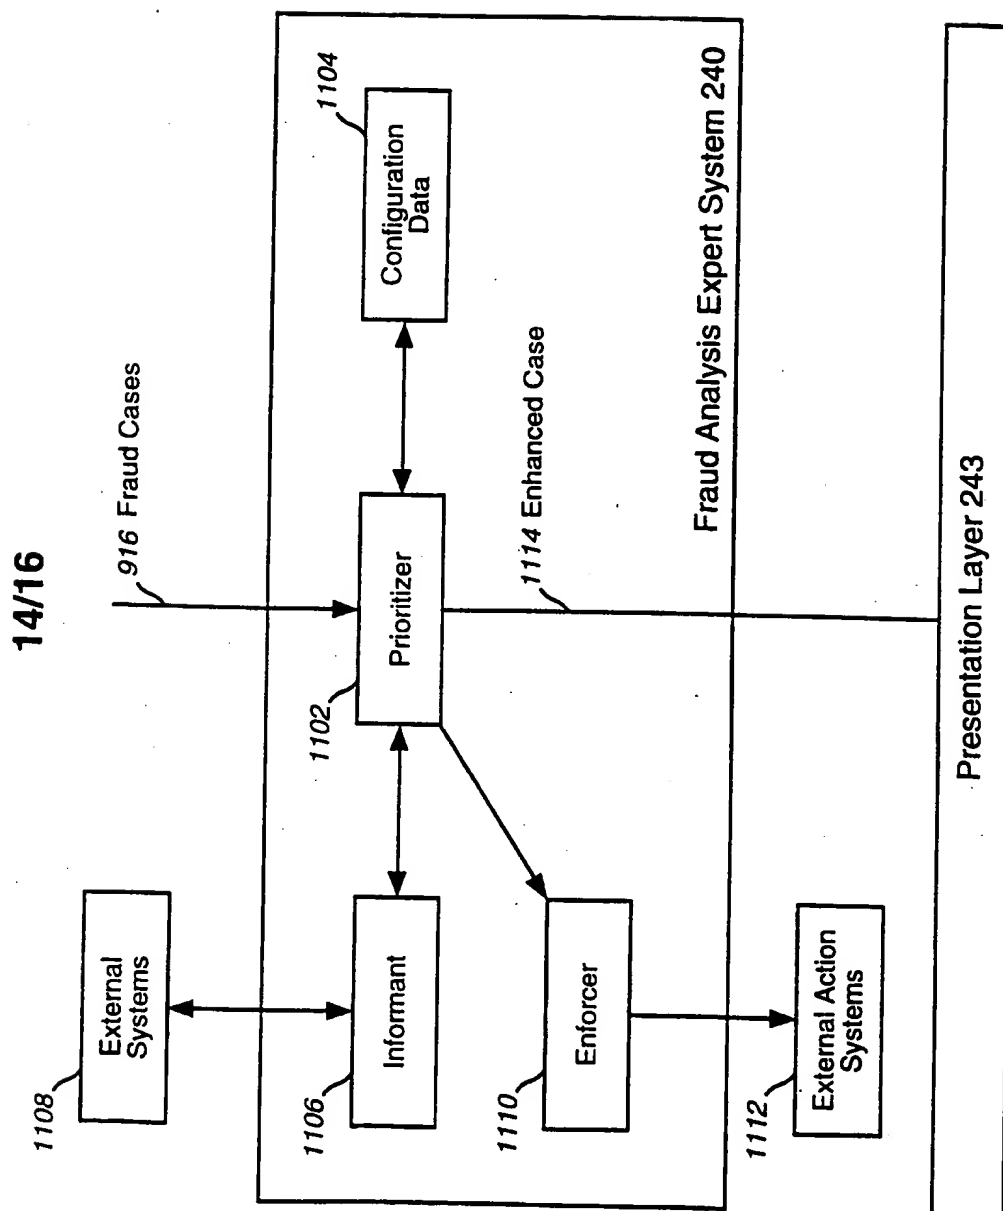 14/16
916 Fraud Cases
1108
External
Systems
1104
Configuration
Data
1102
Prioritizer
1106
Informant
1110
Enforcer
1114 Enhanced Case
Fraud Analysis Expert System 240
1112
External Action
Systems
Presentation Layer 243